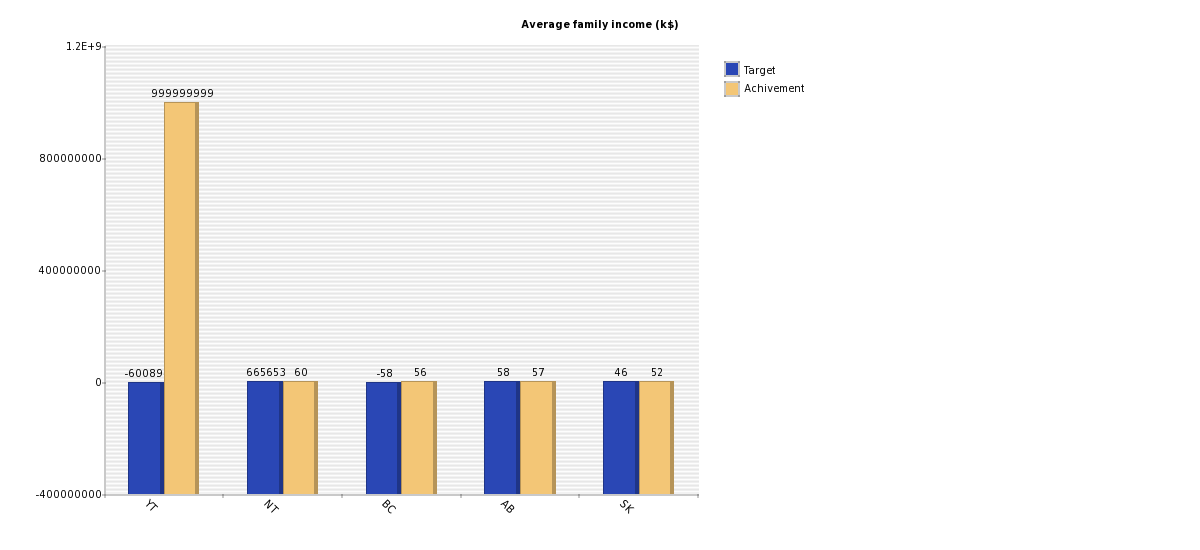 Average family income (k$)
1.2E+9
800000000
400000000
0
-400000000
-60089
999999999
665653
60
-58
56
58
57
46
52
YT
NT
BC
AB
SK
Target
Achivement